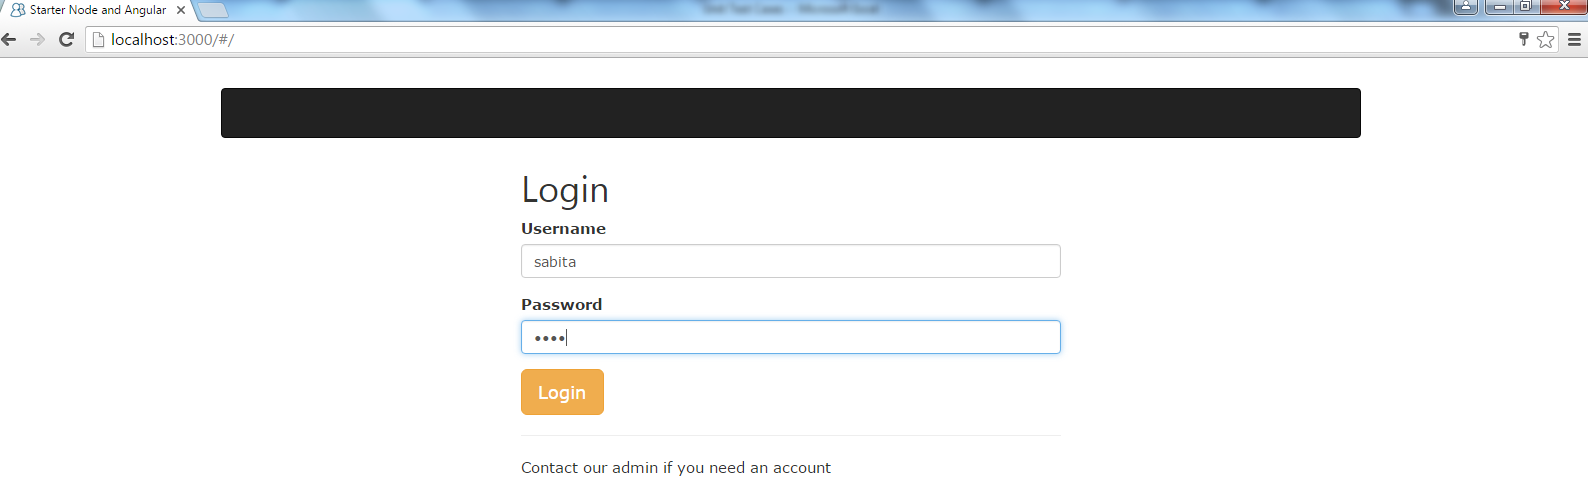 Starter Node and Angular
localhost:3000/#/
Login
Username
sabita
Password
••••
Login
Contact our admin if you need an account